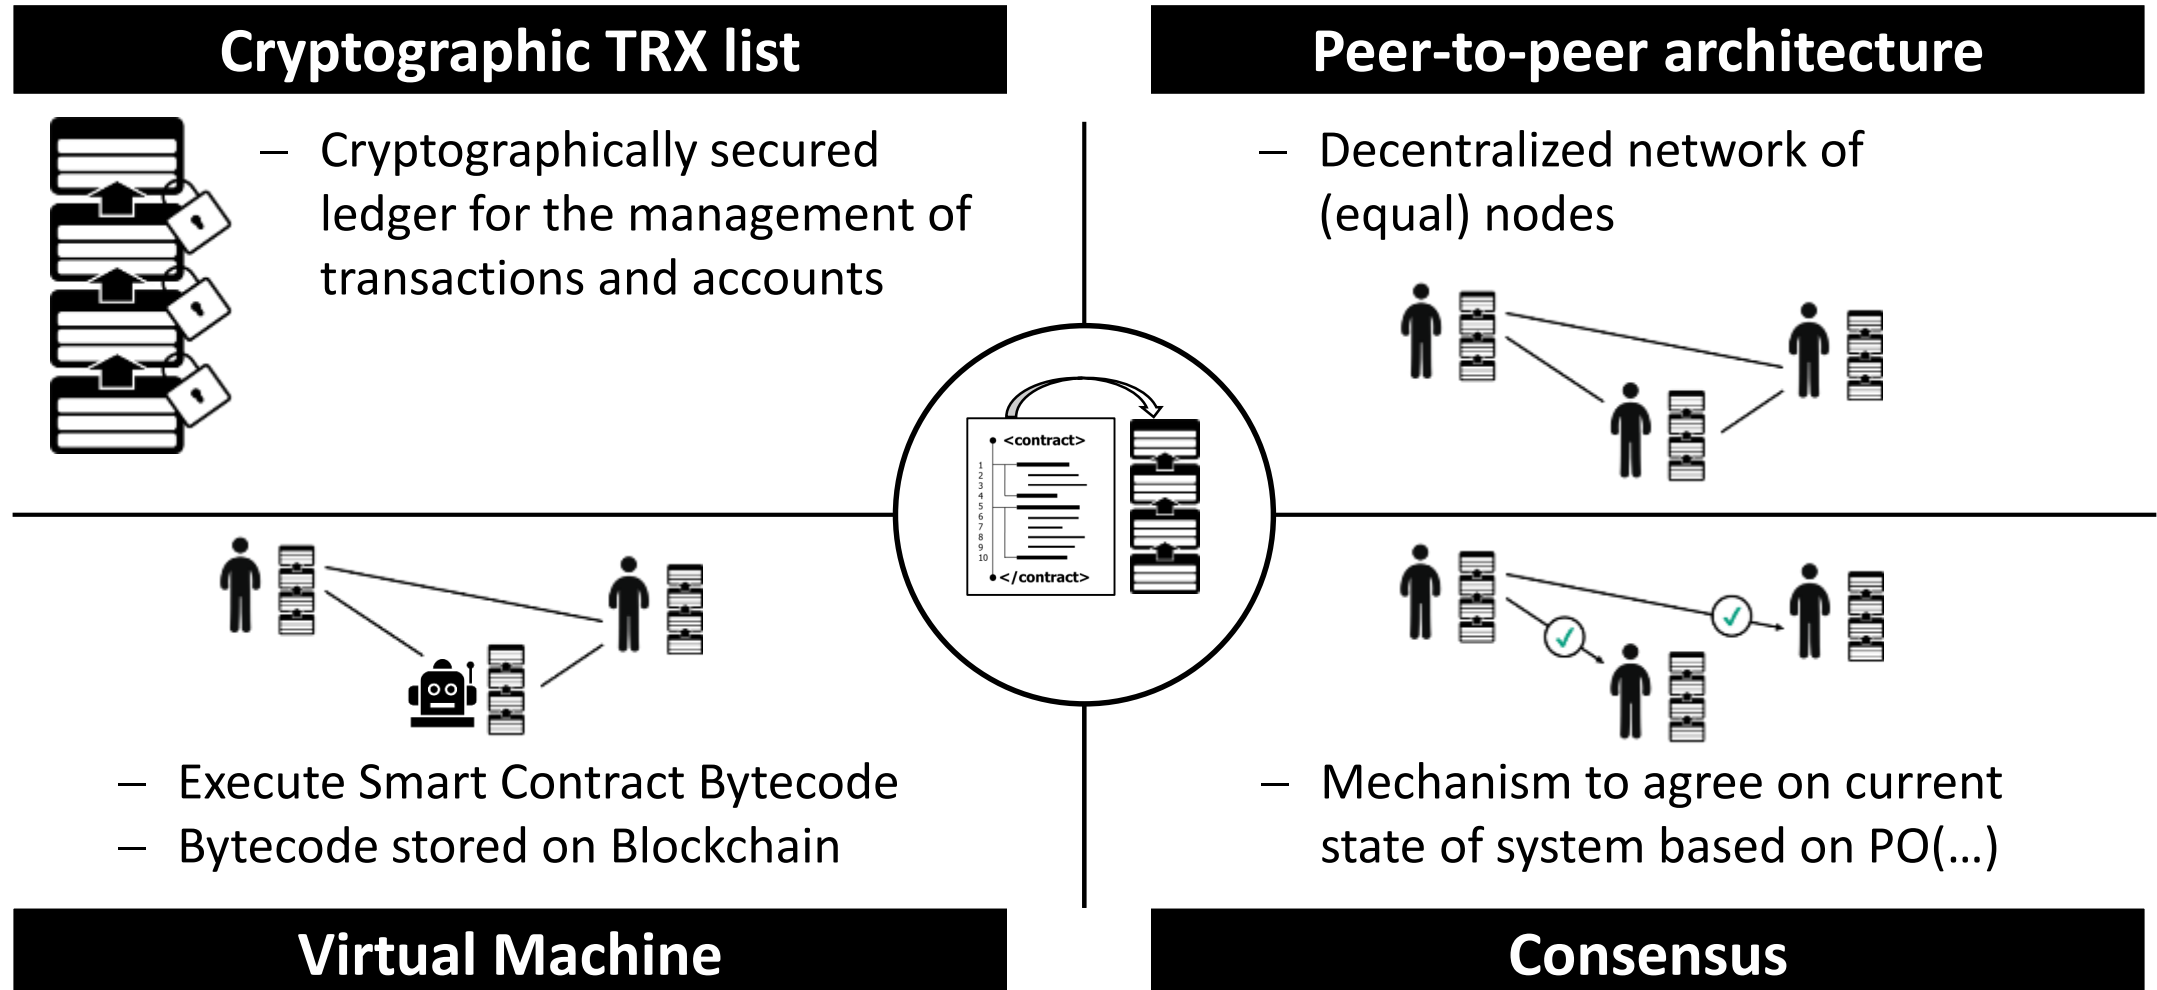 Cryptographic TRX list
– Cryptographically secured
ledger for the management of
transactions and accounts
Peer-to-peer architecture
– Decentralized network of
(equal) nodes
<contract>
1
2
3
4
5
6
7
8
9
10
</contract>
– Execute Smart Contract Bytecode
– Bytecode stored on Blockchain
Virtual Machine
– Mechanism to agree on current
state of system based on PO(...)
Consensus